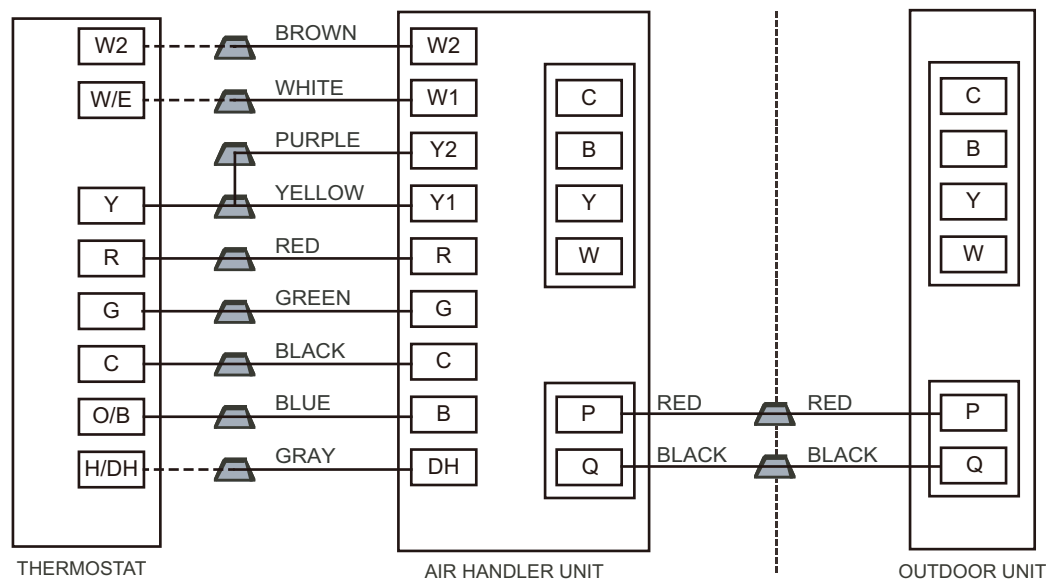 W2 BROWN W2
W/E WHITE W1 C C
PURPLE Y2 B B
Y YELLOW Y1 Y Y
R RED R W W
G GREEN G
C BLACK C
O/B BLUE B P RED RED P
H/DH GRAY DH Q BLACK BLACK Q
THERMOSTAT AIR HANDLER UNIT OUTDOOR UNIT